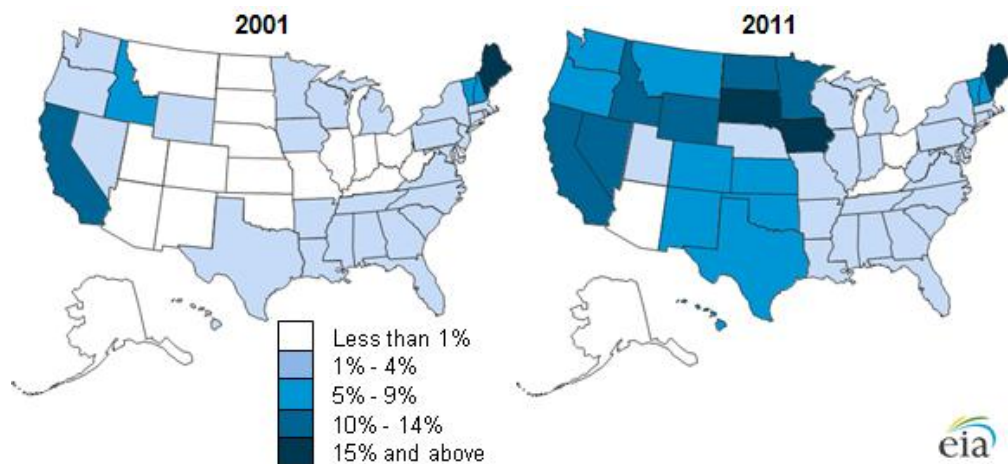 2001
2011
Less than 1%
1% - 4%
5% - 9%
10% - 14%
15% and above
eia